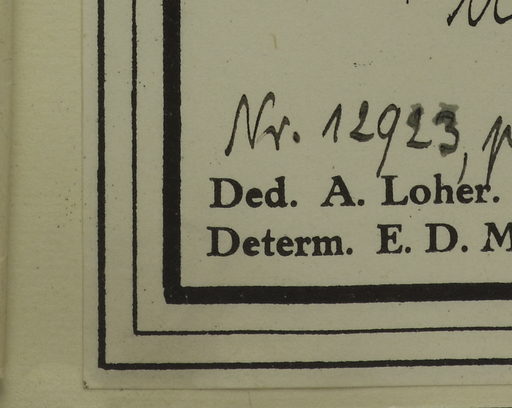 Nr. 12923,
Ded. A. Loher.
Determ. E. D. M